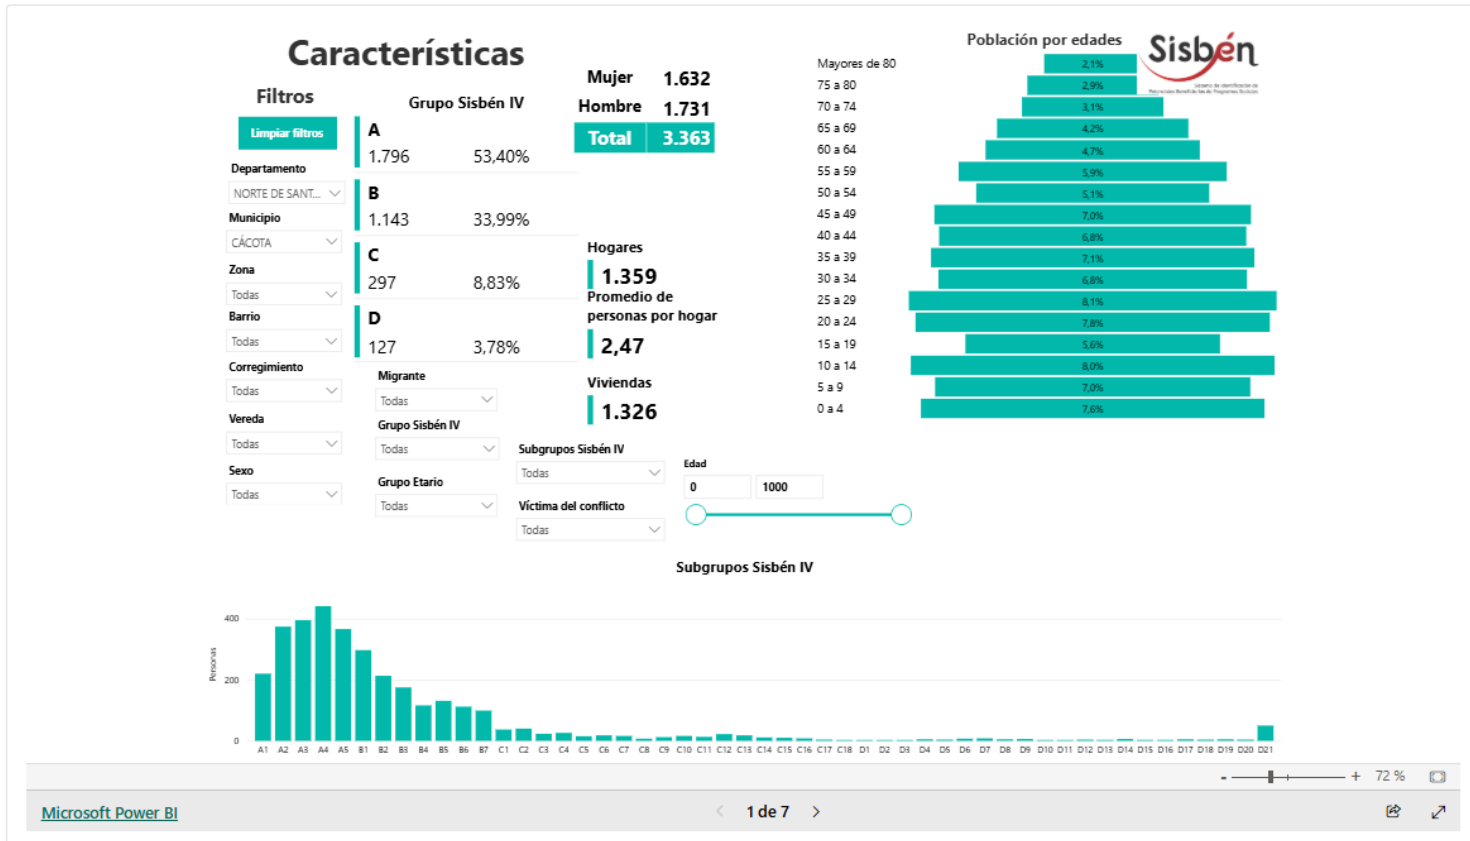 Características
Filtros
Limpiar filtros
Departamento
NORTE DE SANT...
Municipio
CÁCOTA
Zona
Todas
Barrio
Todas
Corregimiento
Todas
Vereda
Todas
Sexo
Todas
Grupo Sisbén IV
A
1.796 53,40%
B
1.143 33,99%
C
297 8,83%
D
127 3,78%
Migrante
Todas
Grupo Sisbén IV
Todas
Grupo Etario
Todas
Mujer 1.632
Hombre 1.731
Total 3.363
Hogares
1.359
Promedio de
personas por hogar
2,47
Viviendas
1.326
Subgrupos Sisbén IV
Todas
Víctima del conflicto
Todas
Edad
0 1000
Población por edades
Sisbén
Sistema de Identificación de
Potenciales Beneficiarios de Programas Sociales
Mayores de 80 2,1%
75 a 80 2,9%
70 a 74 3,1%
65 a 69 4,2%
60 a 64 4,7%
55 a 59 5,9%
50 a 54 5,1%
45 a 49 7,0%
40 a 44 6,8%
35 a 39 7,1%
30 a 34 6,8%
25 a 29 8,1%
20 a 24 7,8%
15 a 19 5,6%
10 a 14 8,0%
5 a 9 7,0%
0 a 4 7,6%
Subgrupos Sisbén IV
Personas
400
200
0
A1 A2 A3 A4 A5 B1 B2 B3 B4 B5 B6 B7 C1 C2 C3 C4 C5 C6 C7 C8 C9 C10 C11 C12 C13 C14 C15 C16 C17 C18 D1 D2 D3 D4 D5 D6 D7 D8 D9 D10 D11 D12 D13 D14 D15 D16 D17 D18 D19 D20 D21
- + 72 %
Microsoft Power BI
1 de 7